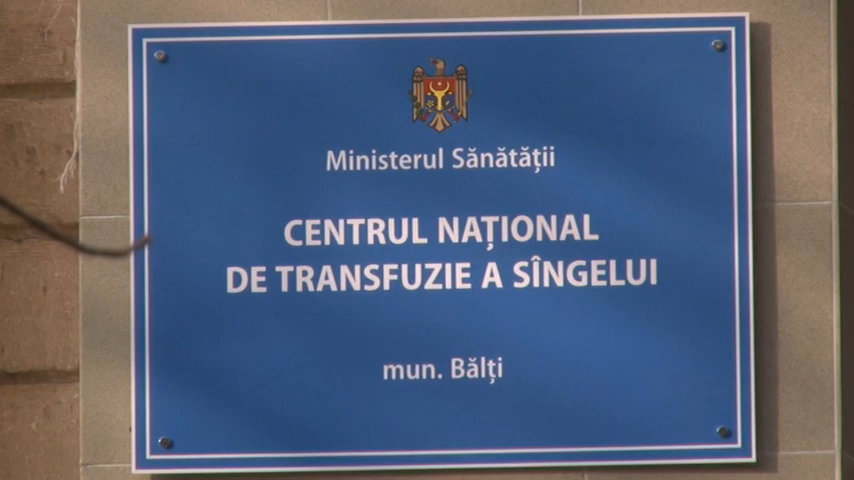 Ministerul Sănătății
CENTRUL NAȚIONAL
DE TRANSFUZIE A SÎNGELUI
mun. Bălți